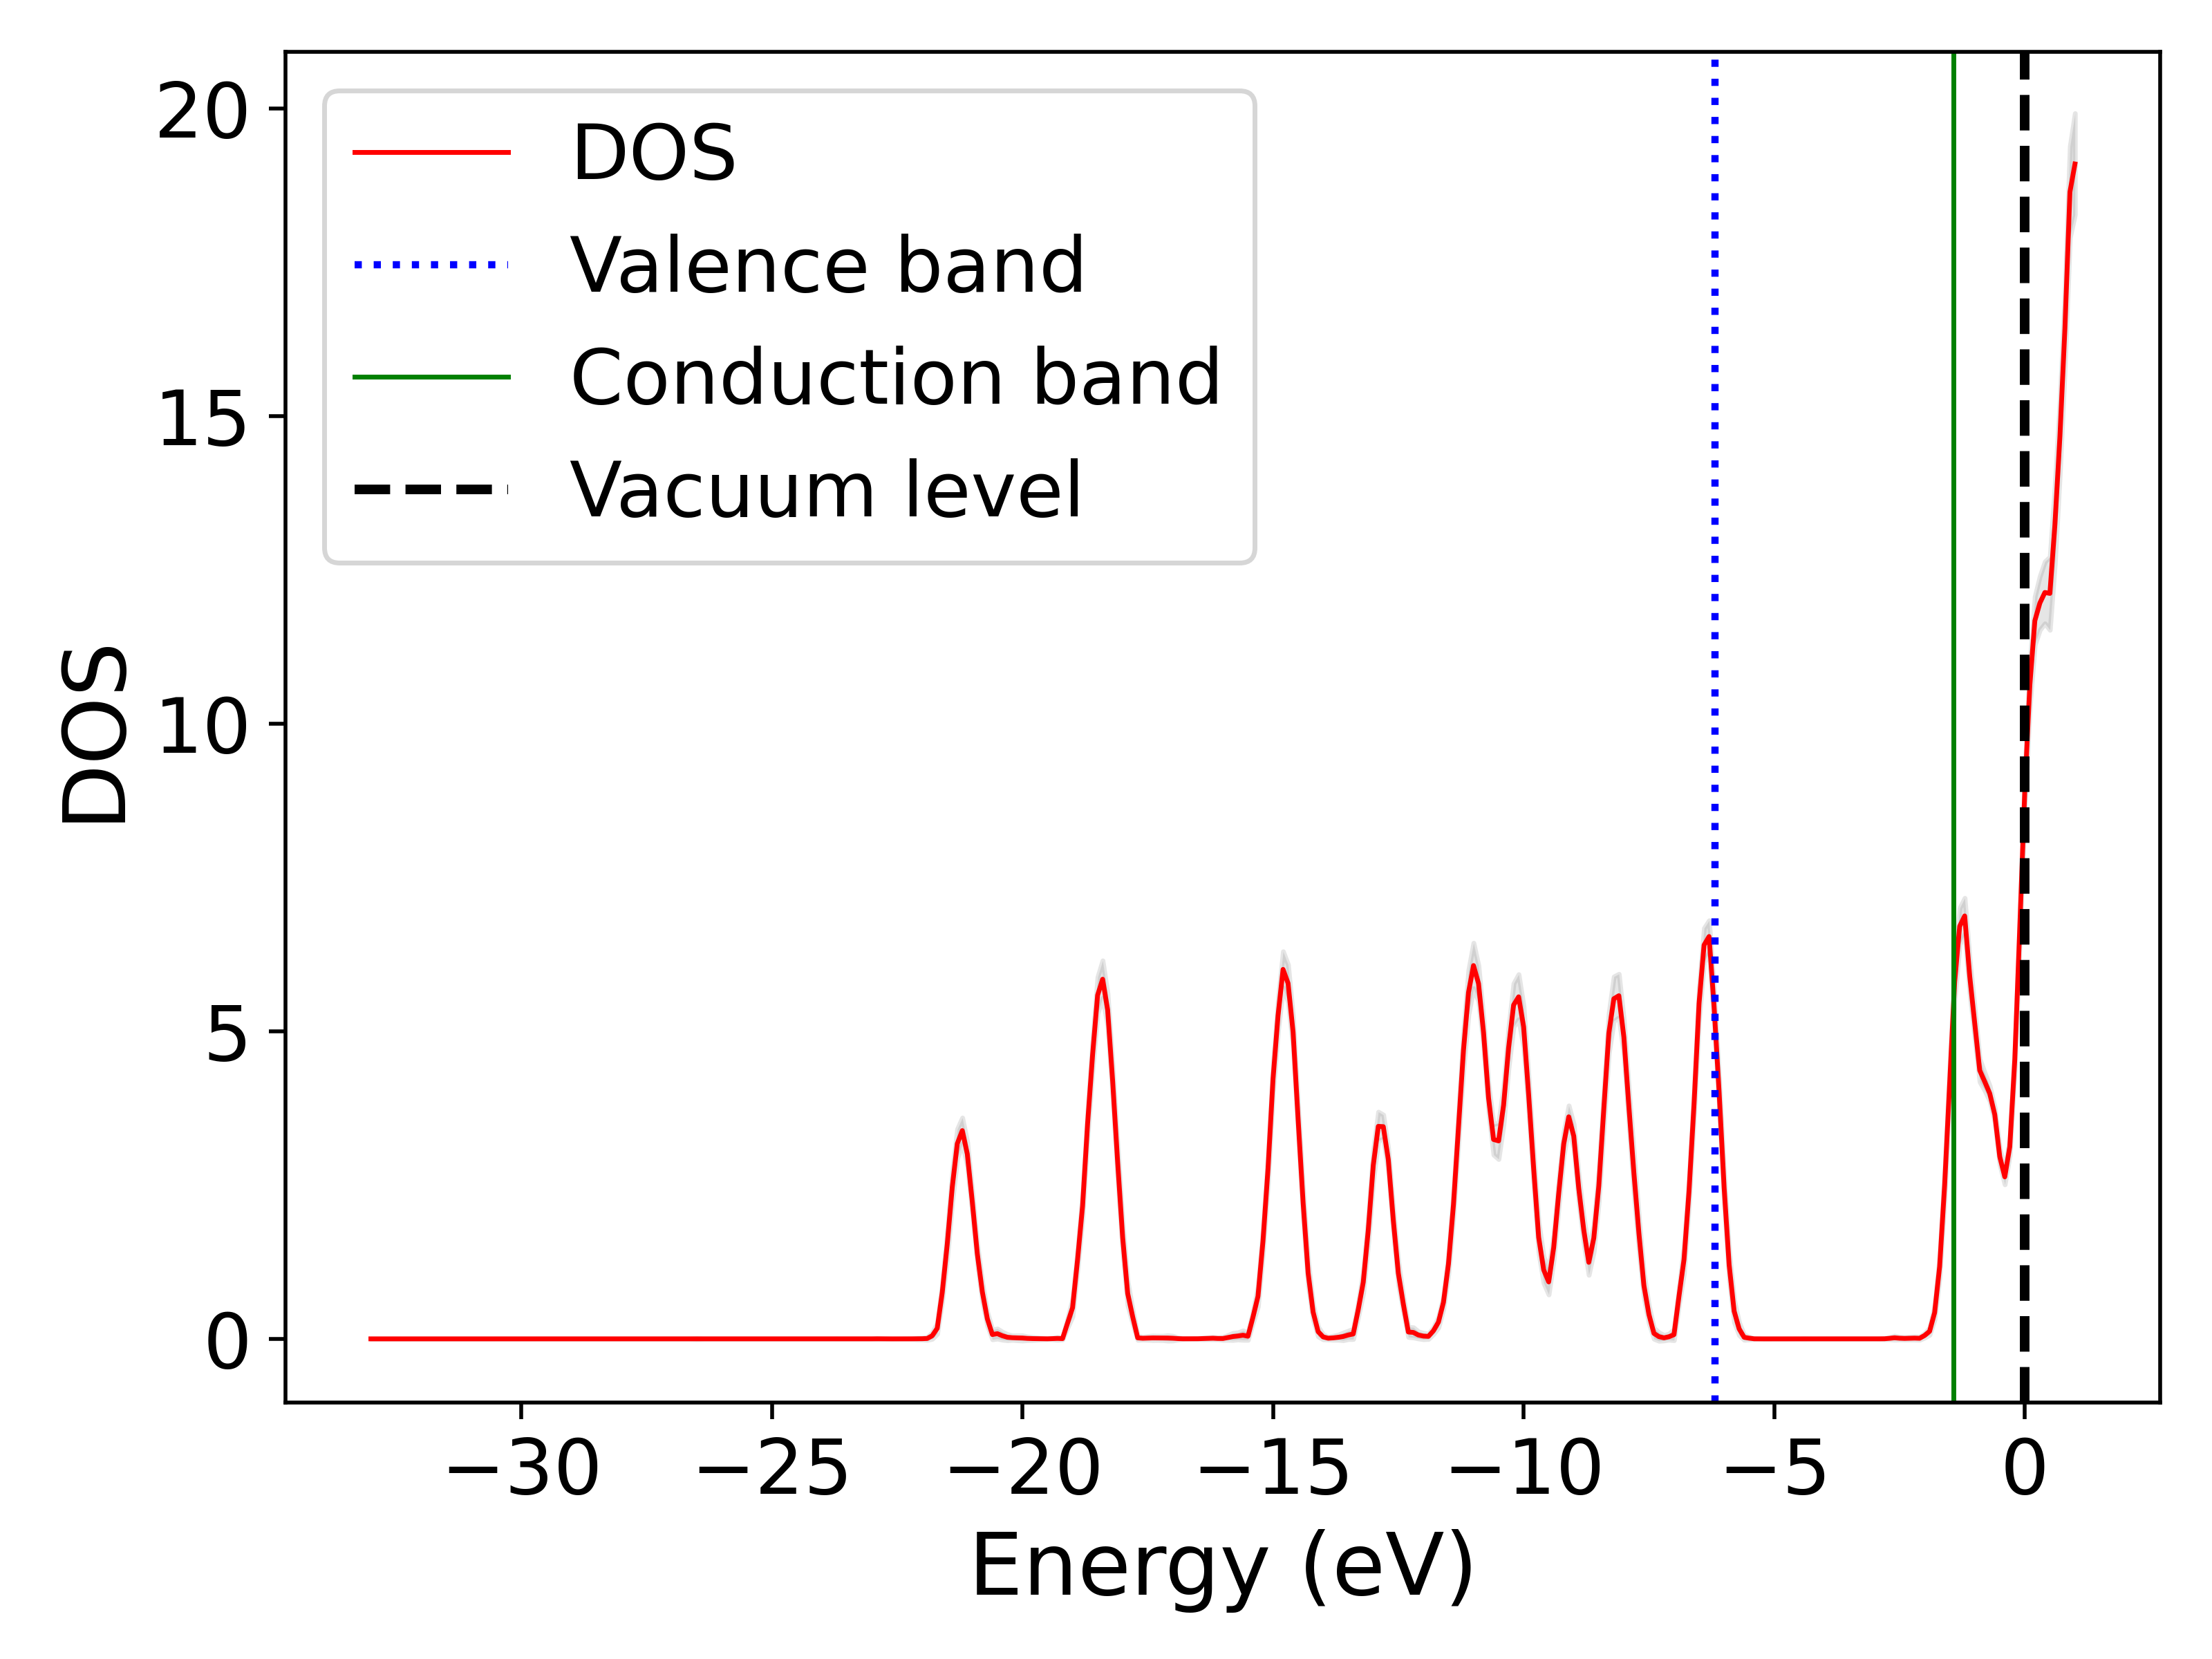 DOS
Valence band
Conduction band
Vacuum level
20
15
10
5
0
DOS
−30
−25
−20
−15
−10
−5
0
Energy (eV)